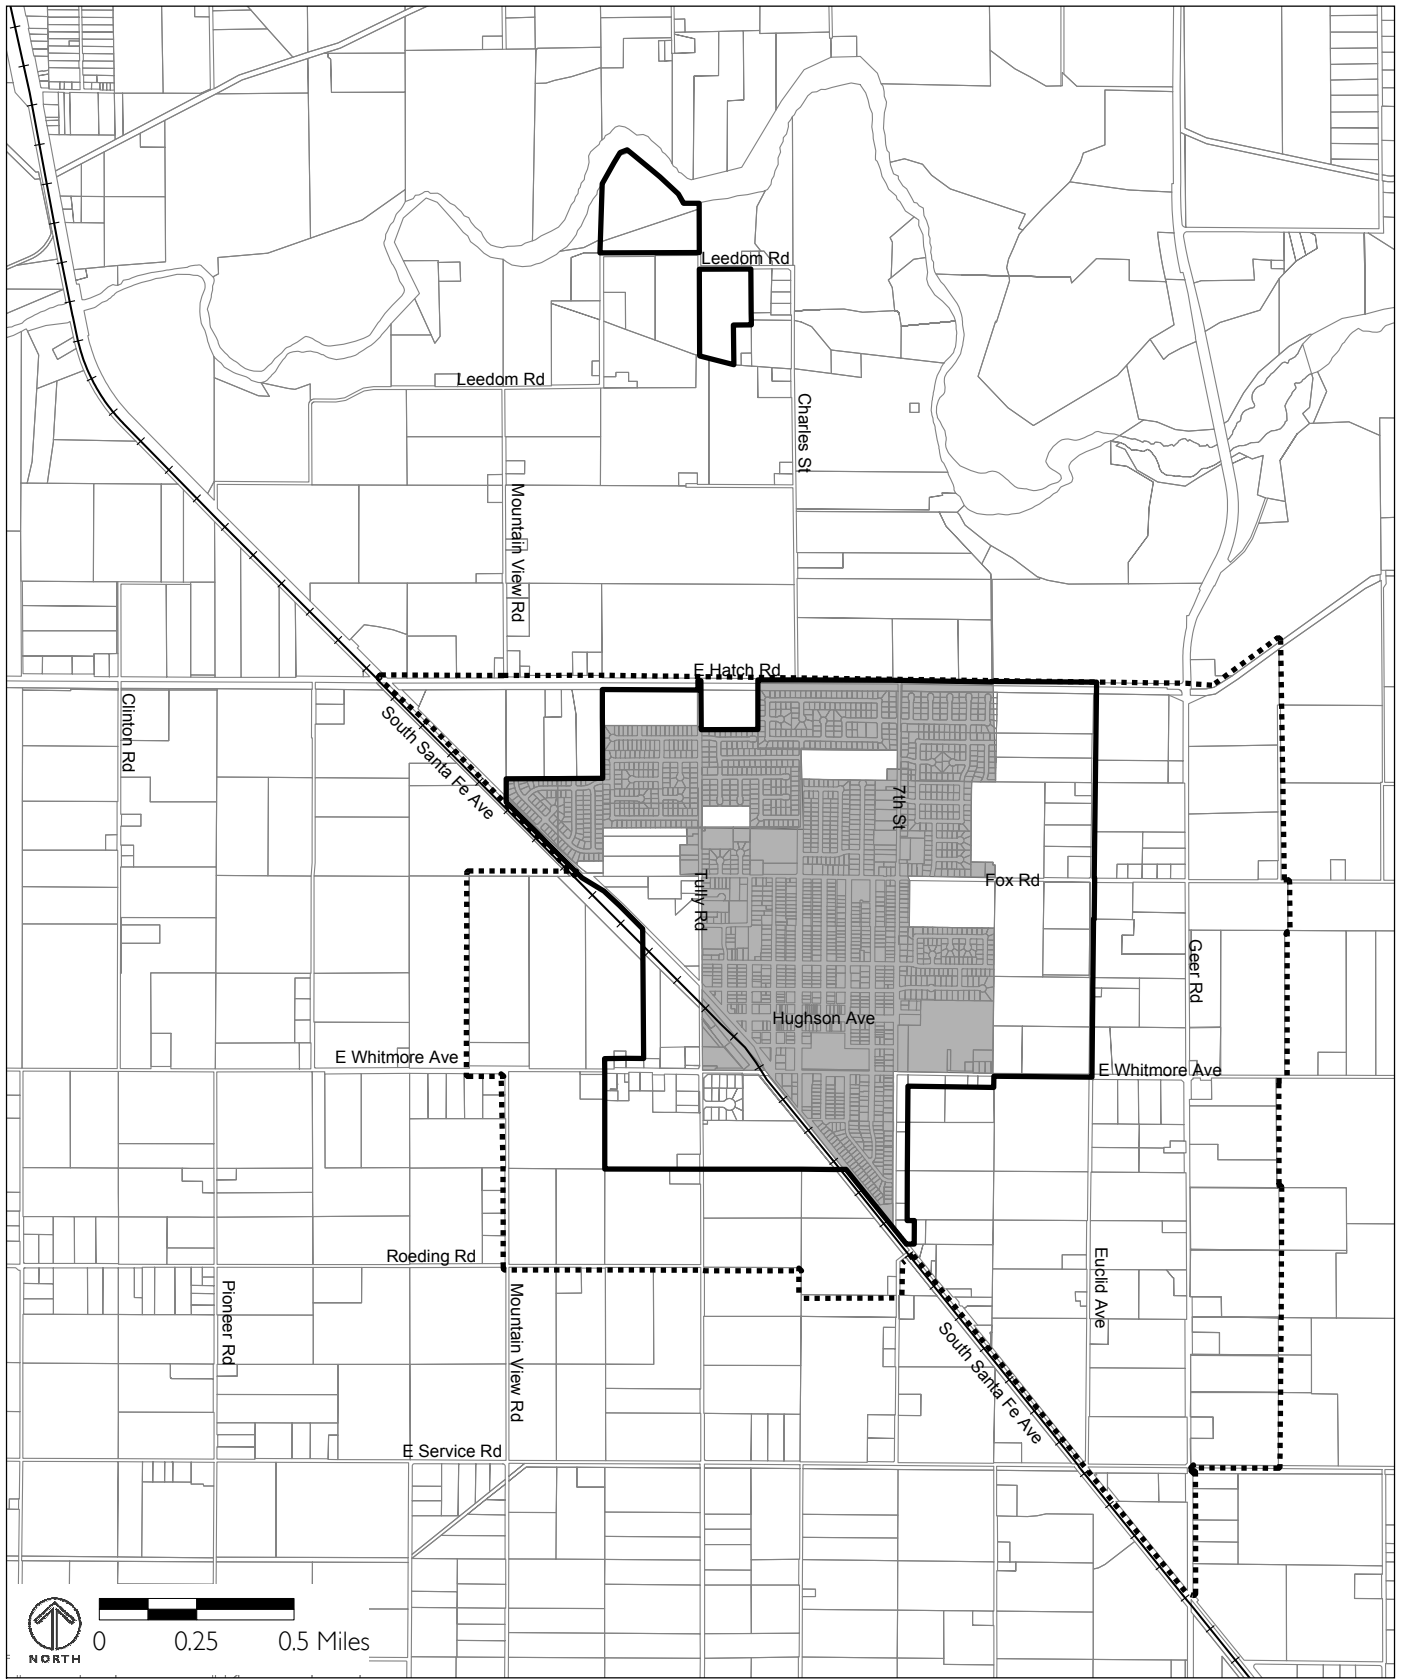 Leedom Rd
Leedom Rd
Charles St
Mountain View Rd
E Hatch Rd
Clinton Rd
South Santa Fe Ave
7th St
Tully Rd
Fox Rd
Geer Rd
Hughson Ave
E Whitmore Ave
E Whitmore Ave
Roeding Rd
Euclid Ave
Pioneer Rd
Mountain View Rd
South Santa Fe Ave
E Service Rd
0 0.25 0.5 Miles
NORTH